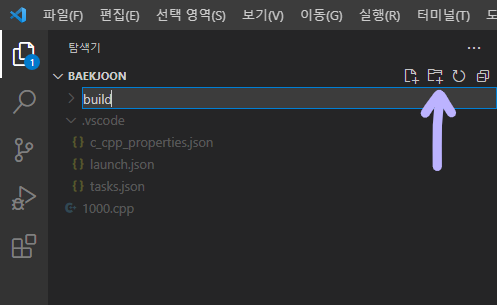 파일(F) 편집(E) 선택 영역(S) 보기(V) 이동(G) 실행(R) 터미널(T)
탐색기
1
BAEKJOON
build
.vscode
c_cpp_properties.json
launch.json
tasks.json
1000.cpp